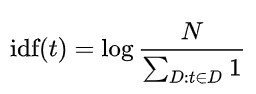 idf(t) = log N / ∑_{D:t∈D} 1